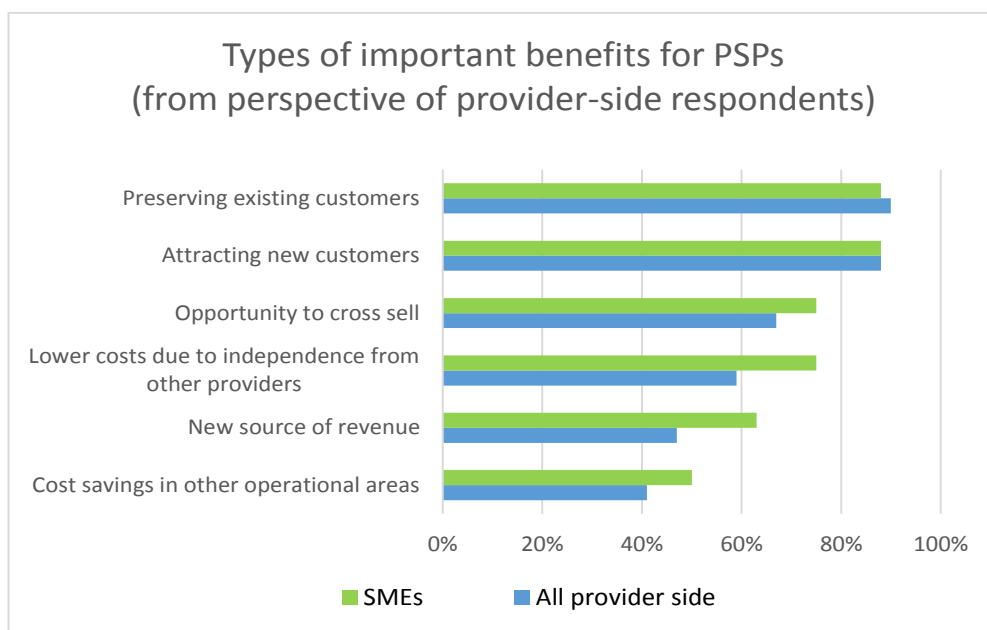 Types of important benefits for PSPs
(from perspective of provider-side respondents)
Preserving existing customers
Attracting new customers
Opportunity to cross sell
Lower costs due to independence from
other providers
New source of revenue
Cost savings in other operational areas
0% 20% 40% 60% 80% 100%
SMEs All provider side